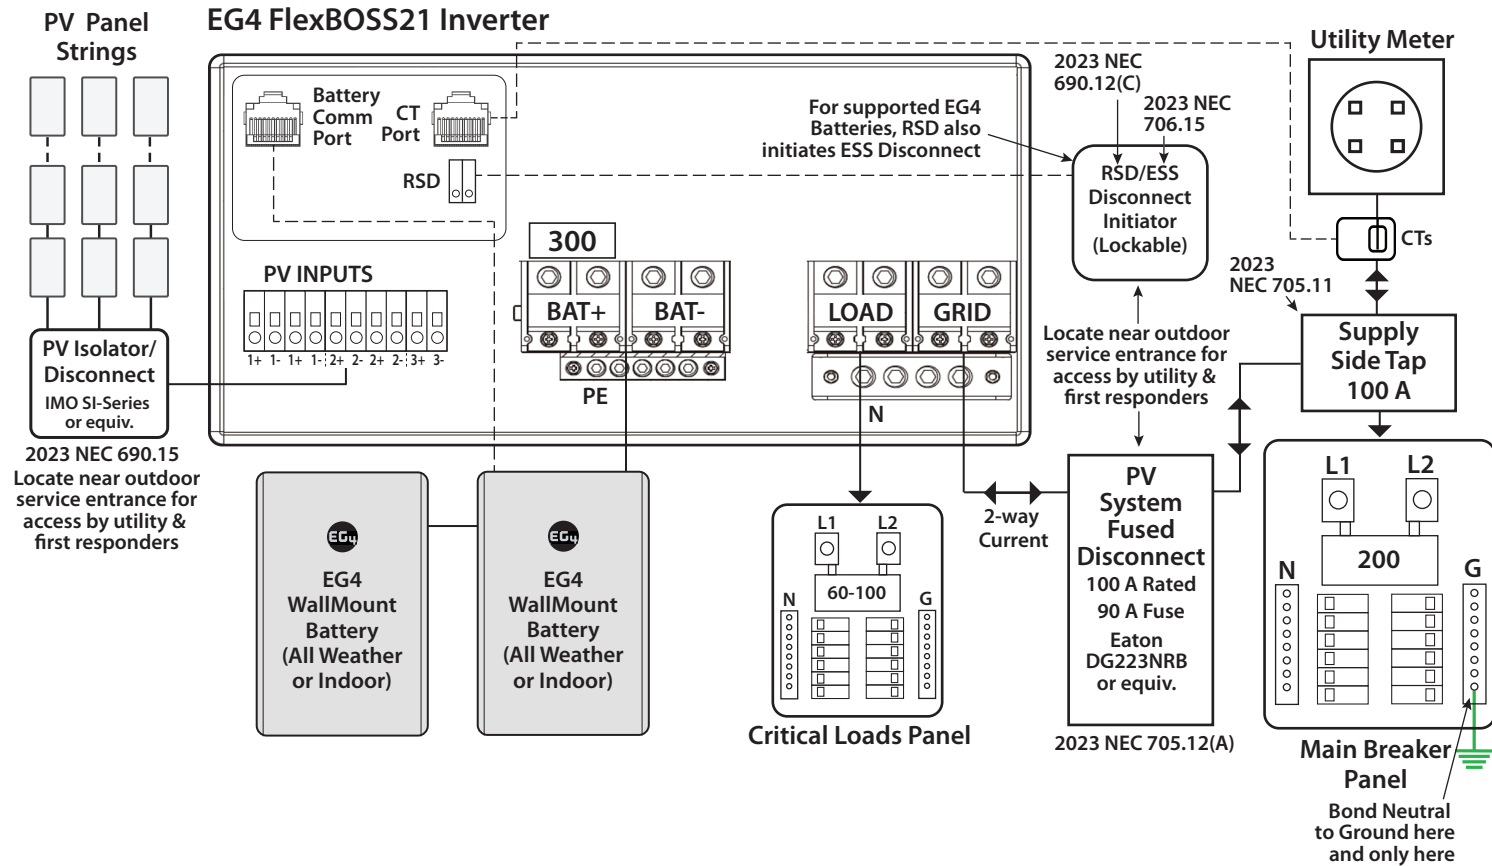 PV Panel
Strings
EG4 FlexBOSS21 Inverter
Battery
Comm
Port
CT
Port
RSD
For supported EG4
Batteries, RSD also
initiates ESS Disconnect
2023 NEC
690.12(C)
2023 NEC
706.15
RSD/ESS
Disconnect
Initiator
(Lockable)
Utility Meter
CTs
2023
NEC 705.11
Supply
Side Tap
100 A
PV INPUTS
1+ 1- 1+ 1- 2+ 2- 2+ 2- 3+ 3-
300
BAT+ BAT-
PE
LOAD GRID
N
Locate near outdoor
service entrance for
access by utility &
first responders
PV Isolator/
Disconnect
IMO SI-Series
or equiv.
2023 NEC 690.15
Locate near outdoor
service entrance for
access by utility &
first responders
EG4
EG4
WallMount
Battery
(All Weather
or Indoor)
EG4
EG4
WallMount
Battery
(All Weather
or Indoor)
L1 L2
60-100
N G
Critical Loads Panel
2-way
Current
PV
System
Fused
Disconnect
100 A Rated
90 A Fuse
Eaton
DG223NRB
or equiv.
2023 NEC 705.12(A)
L1 L2
200
N G
Main Breaker
Panel
Bond Neutral
to Ground here
and only here